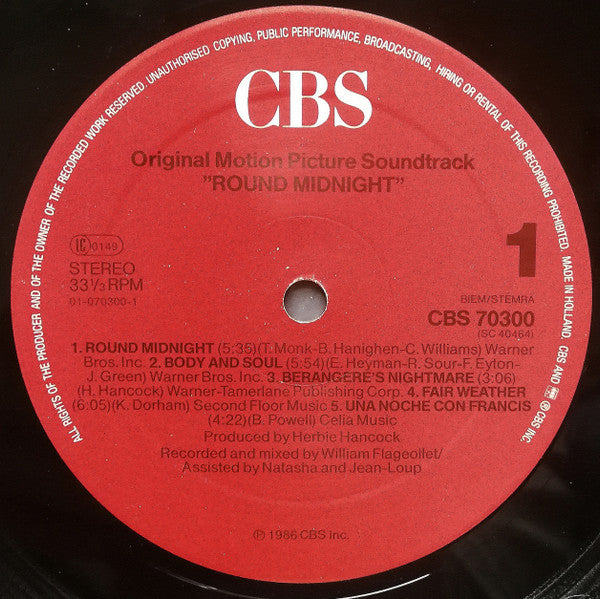 ALL RIGHTS OF THE PRODUCER AND OF THE OWNER OF THE RECORDED WORK RESERVED. UNAUTHORISED COPYING, PUBLIC PERFORMANCE, BROADCASTING, HIRING OR RENTAL OF THIS RECORDING PROHIBITED. MADE IN HOLLAND. CBS AND ® CBS INC.
CBS
Original Motion Picture Soundtrack
"ROUND MIDNIGHT"
LC 0149
STEREO
33⅓ RPM
01-070300-1
1
BIEM/STEMRA
CBS 70300
(SC 40464)
1. ROUND MIDNIGHT (5:35)(T. Monk-B. Hanighen-C. Williams) Warner
Bros. Inc. 2. BODY AND SOUL (5:54)(E. Heyman-R. Sour-F. Eyton-
J. Green) Warner Bros. Inc. 3. BERANGERE'S NIGHTMARE (3:06)
(H. Hancock) Warner-Tamerlane Publishing Corp. 4. FAIR WEATHER
(6:05)(K. Dorham) Second Floor Music 5. UNA NOCHE CON FRANCIS
(4:22)(B. Powell) Celia Music
Produced by Herbie Hancock
Recorded and mixed by William Flageollet/
Assisted by Natasha and Jean-Loup
℗ 1986 CBS Inc.